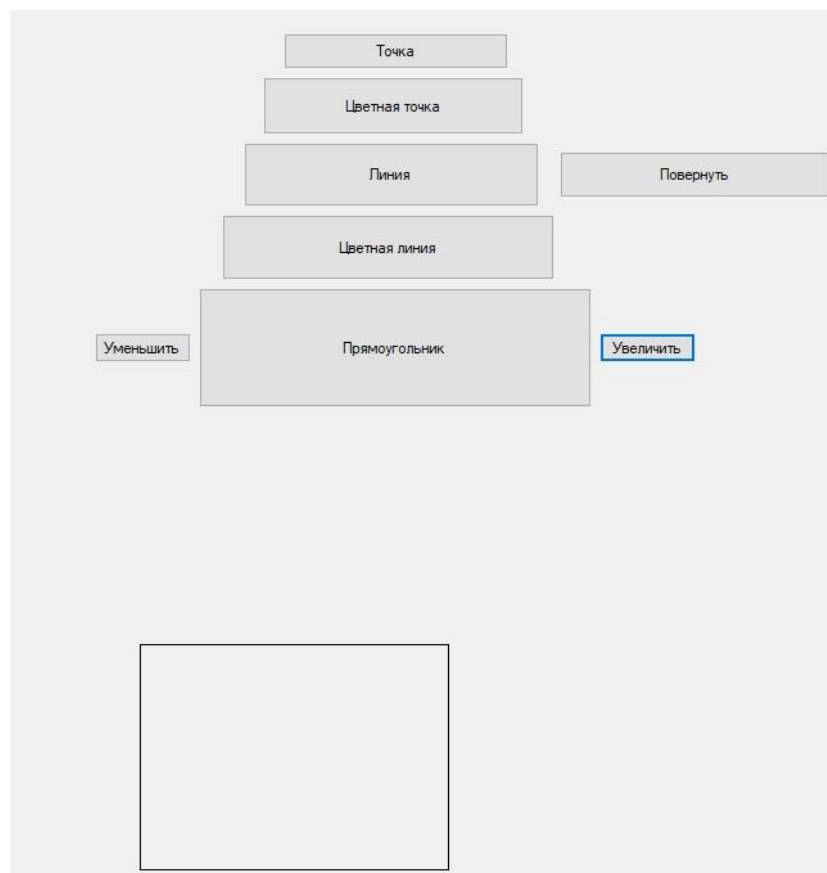 Точка
Цветная точка
Линия
Повернуть
Цветная линия
Уменьшить
Прямоугольник
Увеличить